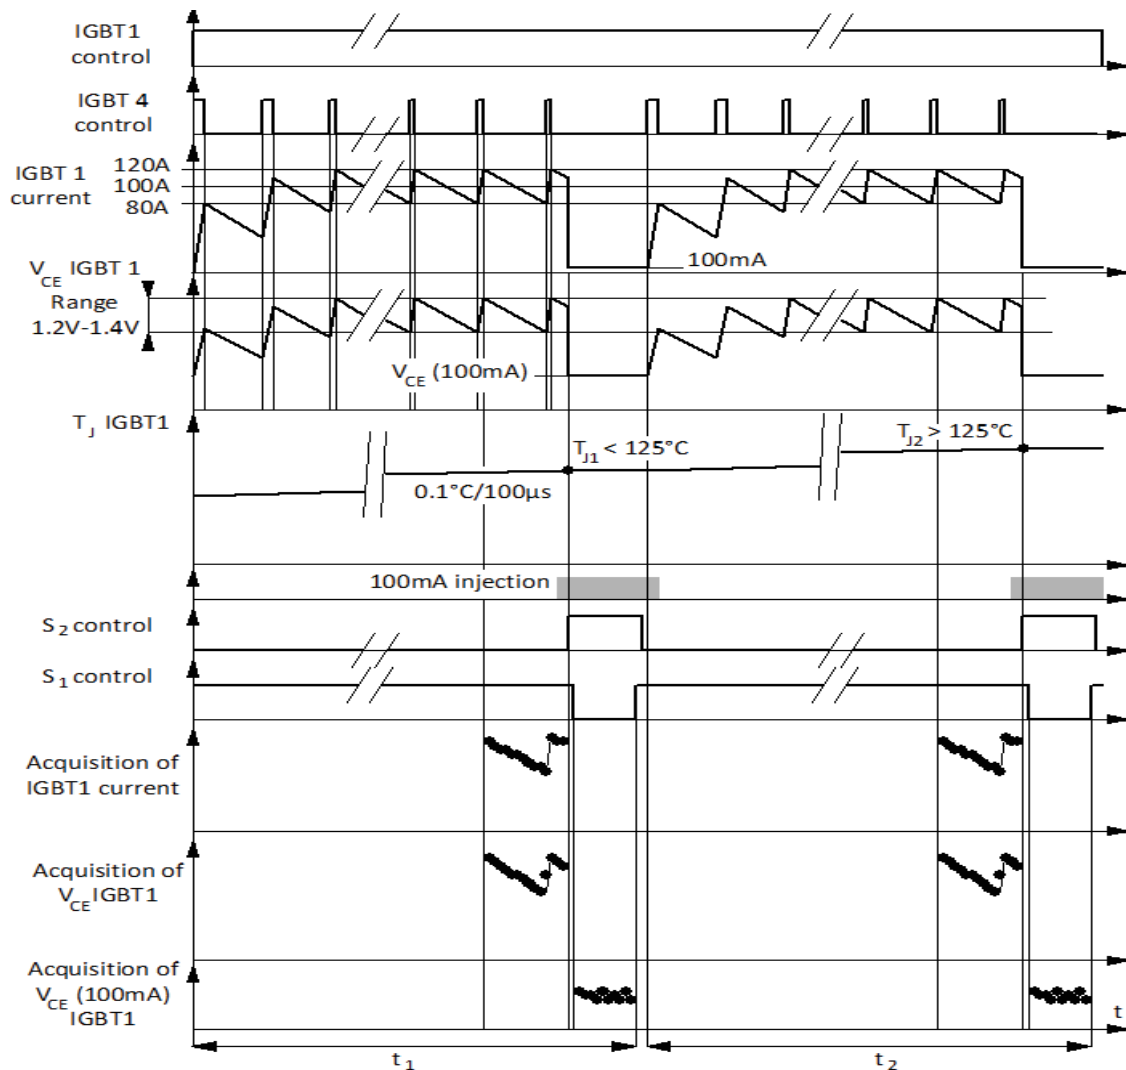 IGBT1
control
IGBT 4
control
IGBT 1
current
120A
100A
80A
100mA
VCE IGBT 1
Range
1.2V-1.4V
VCE (100mA)
TJ IGBT1
TJ1 < 125°C
TJ2 > 125°C
0.1°C/100µs
100mA injection
S2 control
S1 control
Acquisition of
IGBT1 current
Acquisition of
VCE IGBT1
Acquisition of
VCE (100mA)
IGBT1
t
t1
t2